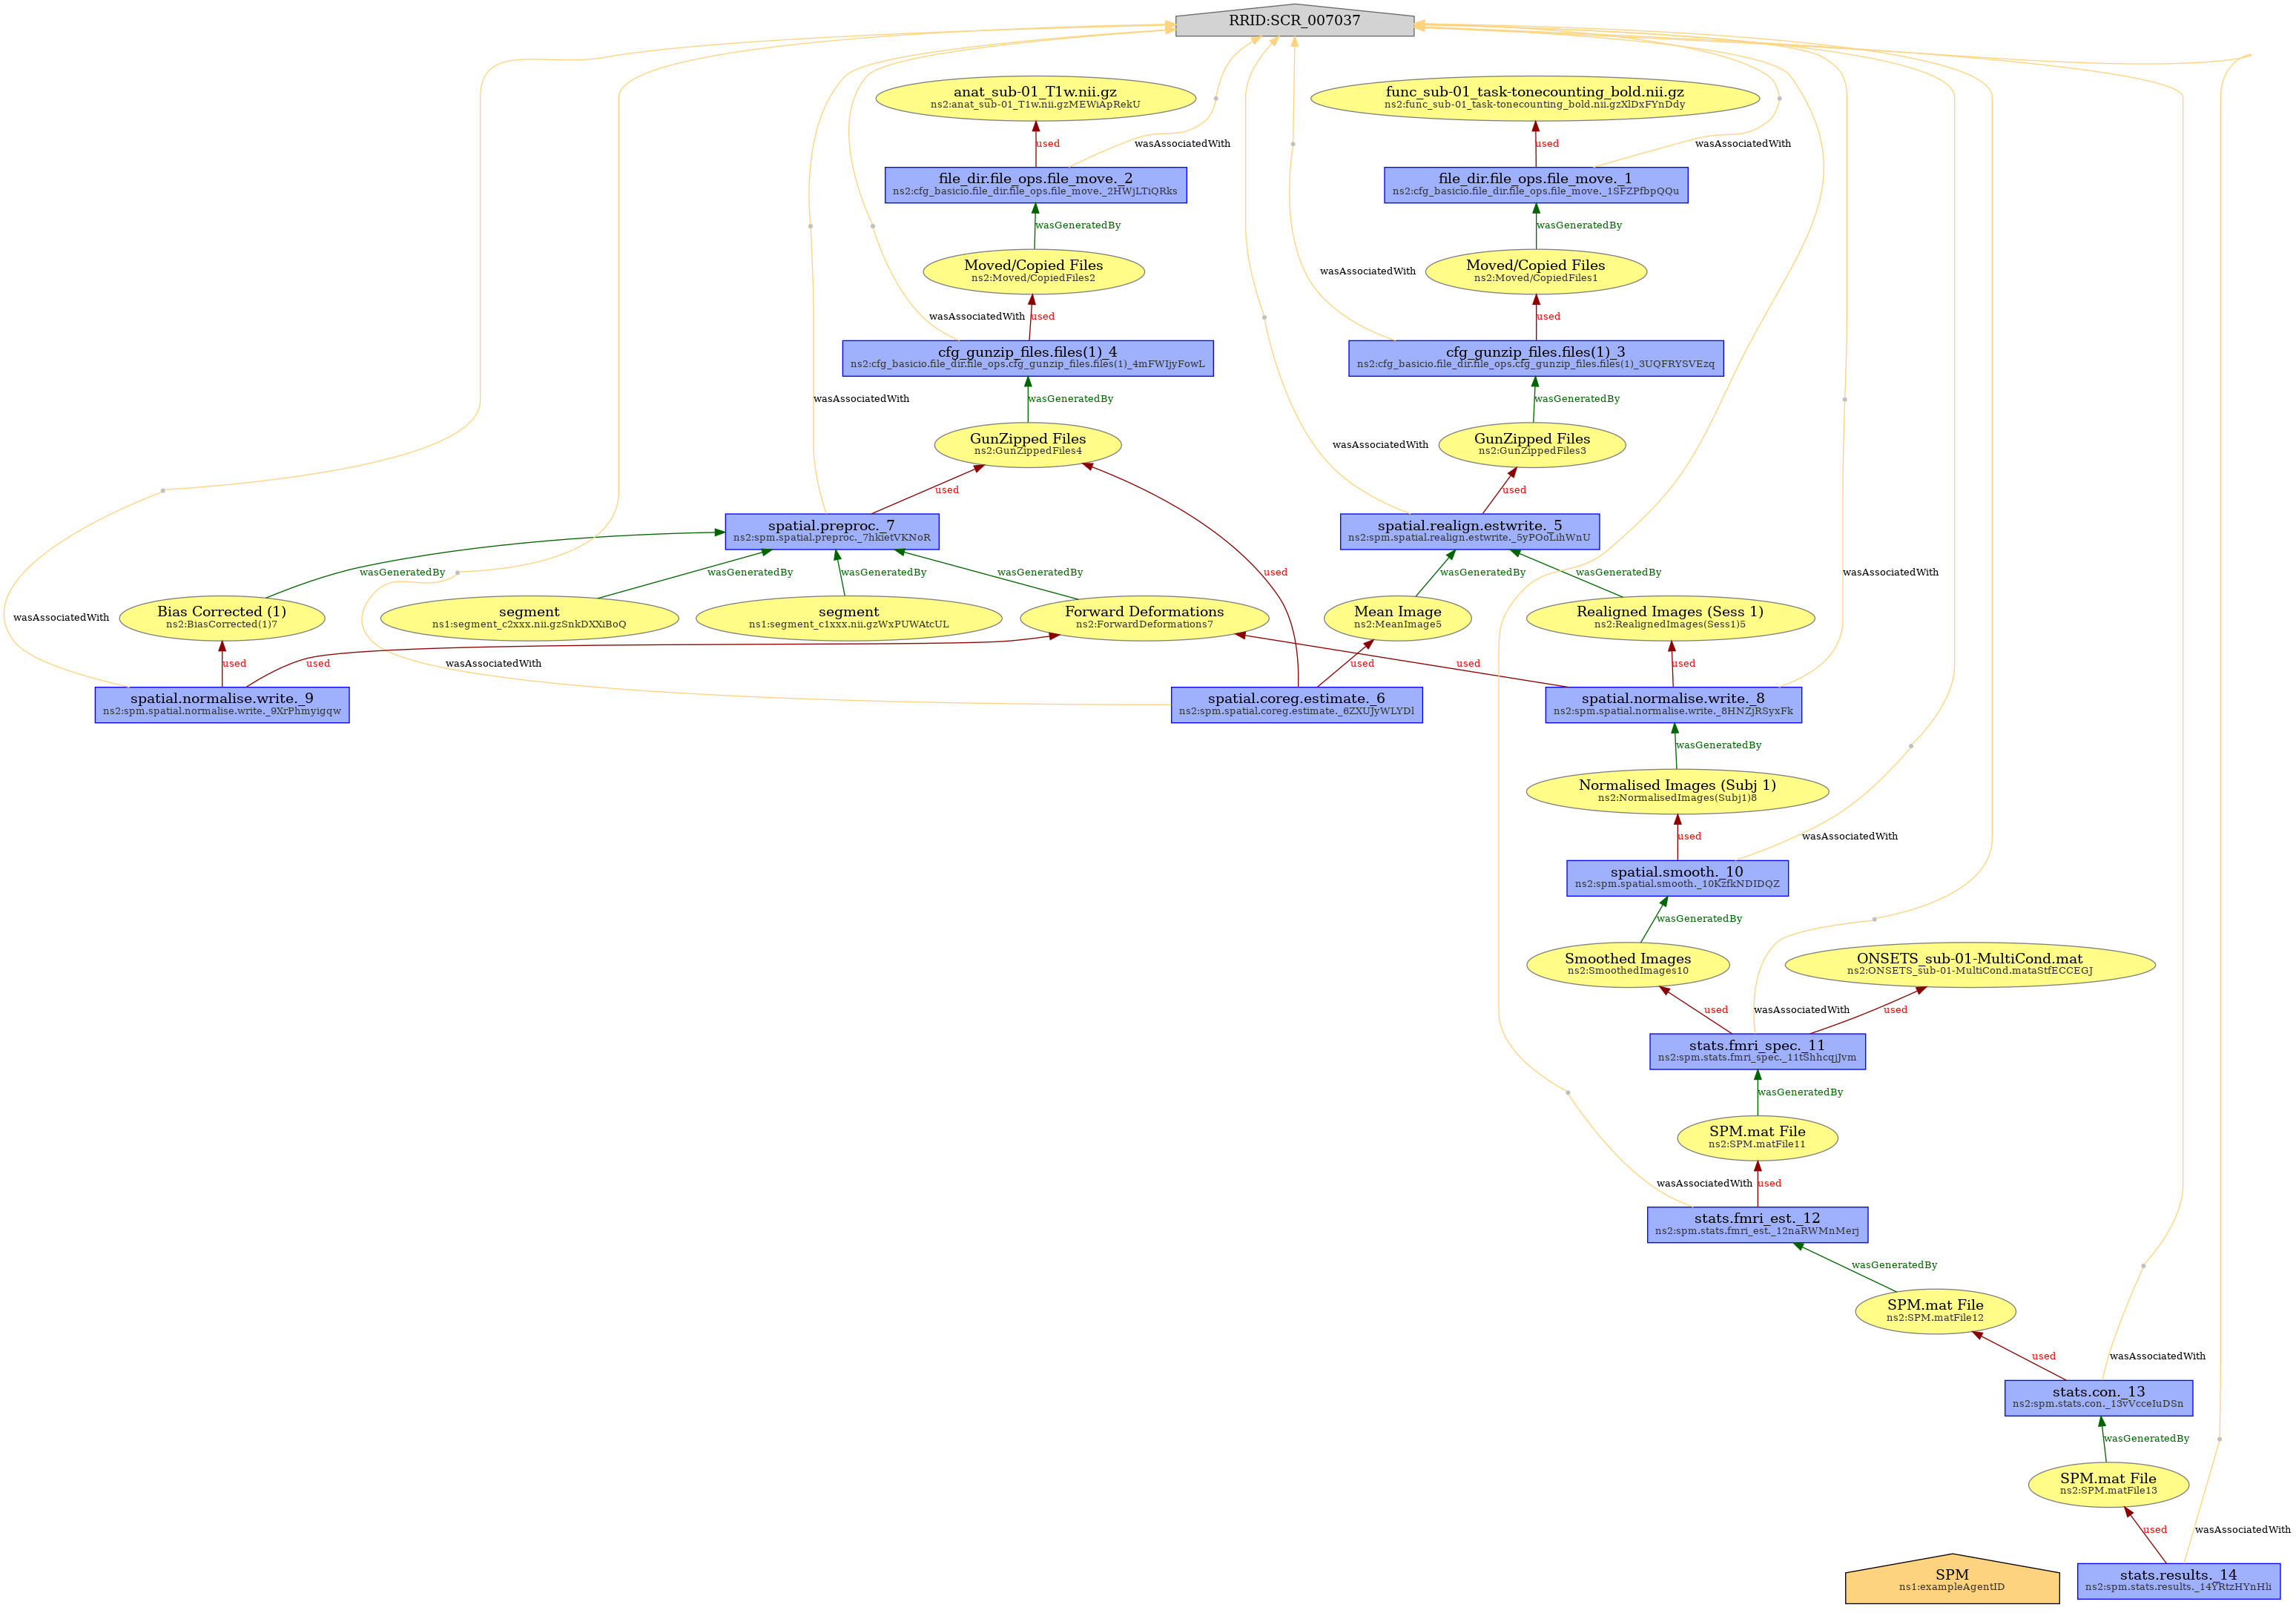 RRID:SCR_007037
anat_sub-01_T1w.nii.gz
ns2:anat_sub-01_T1w.nii.gzMEWiApRekU
func_sub-01_task-tonecounting_bold.nii.gz
ns2:func_sub-01_task-tonecounting_bold.nii.gzXlDxFYnDdy
used
wasAssociatedWith
used
wasAssociatedWith
file_dir.file_ops.file_move._2
ns2:cfg_basicio.file_dir.file_ops.file_move._2HWjLTiQRks
file_dir.file_ops.file_move._1
ns2:cfg_basicio.file_dir.file_ops.file_move._1SFZPfbpQQu
wasGeneratedBy
wasGeneratedBy
Moved/Copied Files
ns2:Moved/CopiedFiles2
wasAssociatedWith
Moved/Copied Files
ns2:Moved/CopiedFiles1
wasAssociatedWith
used
used
cfg_gunzip_files.files(1)_4
ns2:cfg_basicio.file_dir.file_ops.cfg_gunzip_files.files(1)_4mFWIjyFowL
cfg_gunzip_files.files(1)_3
ns2:cfg_basicio.file_dir.file_ops.cfg_gunzip_files.files(1)_3UQFRYSVEzq
wasAssociatedWith
wasGeneratedBy
wasGeneratedBy
GunZipped Files
ns2:GunZippedFiles4
wasAssociatedWith
GunZipped Files
ns2:GunZippedFiles3
used
used
spatial.preproc._7
ns2:spm.spatial.preproc._7hkietVKNoR
spatial.realign.estwrite._5
ns2:spm.spatial.realign.estwrite._5yPOoLihWnU
wasGeneratedBy
wasGeneratedBy
wasGeneratedBy
wasGeneratedBy
used
wasGeneratedBy
wasGeneratedBy
wasAssociatedWith
wasAssociatedWith
Bias Corrected (1)
ns2:BiasCorrected(1)7
segment
ns1:segment_c2xxx.nii.gzSnkDXXiBoQ
segment
ns1:segment_c1xxx.nii.gzWxPUWAtcUL
Forward Deformations
ns2:ForwardDeformations7
Mean Image
ns2:MeanImage5
Realigned Images (Sess 1)
ns2:RealignedImages(Sess1)5
used
used
wasAssociatedWith
used
used
used
spatial.normalise.write._9
ns2:spm.spatial.normalise.write._9XrPhmyigqw
spatial.coreg.estimate._6
ns2:spm.spatial.coreg.estimate._6ZXUJyWLYDl
spatial.normalise.write._8
ns2:spm.spatial.normalise.write._8HNZjRSyxFk
wasGeneratedBy
Normalised Images (Subj 1)
ns2:NormalisedImages(Subj1)8
used
wasAssociatedWith
spatial.smooth._10
ns2:spm.spatial.smooth._10KzfkNDIDQZ
wasGeneratedBy
Smoothed Images
ns2:SmoothedImages10
ONSETS_sub-01-MultiCond.mat
ns2:ONSETS_sub-01-MultiCond.mataStfECCEGJ
used
wasAssociatedWith
used
stats.fmri_spec._11
ns2:spm.stats.fmri_spec._11tShhcqjJvm
wasGeneratedBy
SPM.mat File
ns2:SPM.matFile11
wasAssociatedWith
used
stats.fmri_est._12
ns2:spm.stats.fmri_est._12naRWMnMerj
wasGeneratedBy
SPM.mat File
ns2:SPM.matFile12
used
wasAssociatedWith
stats.con._13
ns2:spm.stats.con._13vVcceIuDSn
wasGeneratedBy
SPM.mat File
ns2:SPM.matFile13
used
wasAssociatedWith
SPM
ns1:exampleAgentID
stats.results._14
ns2:spm.stats.results._14YRtzHYnHli